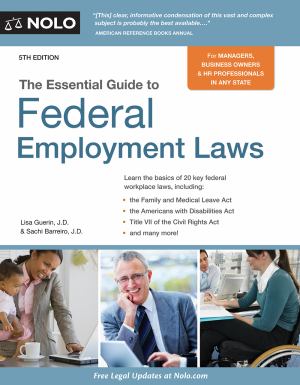 NOLO
"[This] clear, informative condensation of this vast and complex
subject is probably the best available...."
AMERICAN REFERENCE BOOKS ANNUAL
5TH EDITION
For MANAGERS,
BUSINESS OWNERS
& HR PROFESSIONALS
IN ANY STATE
The Essential Guide to
Federal
Employment Laws
Learn the basics of 20 key federal
workplace laws, including:
• the Family and Medical Leave Act
• the Americans with Disabilities Act
• Title VII of the Civil Rights Act
• and many more!
Lisa Guerin, J.D.
& Sachi Barreiro, J.D.
Free Legal Updates at Nolo.com